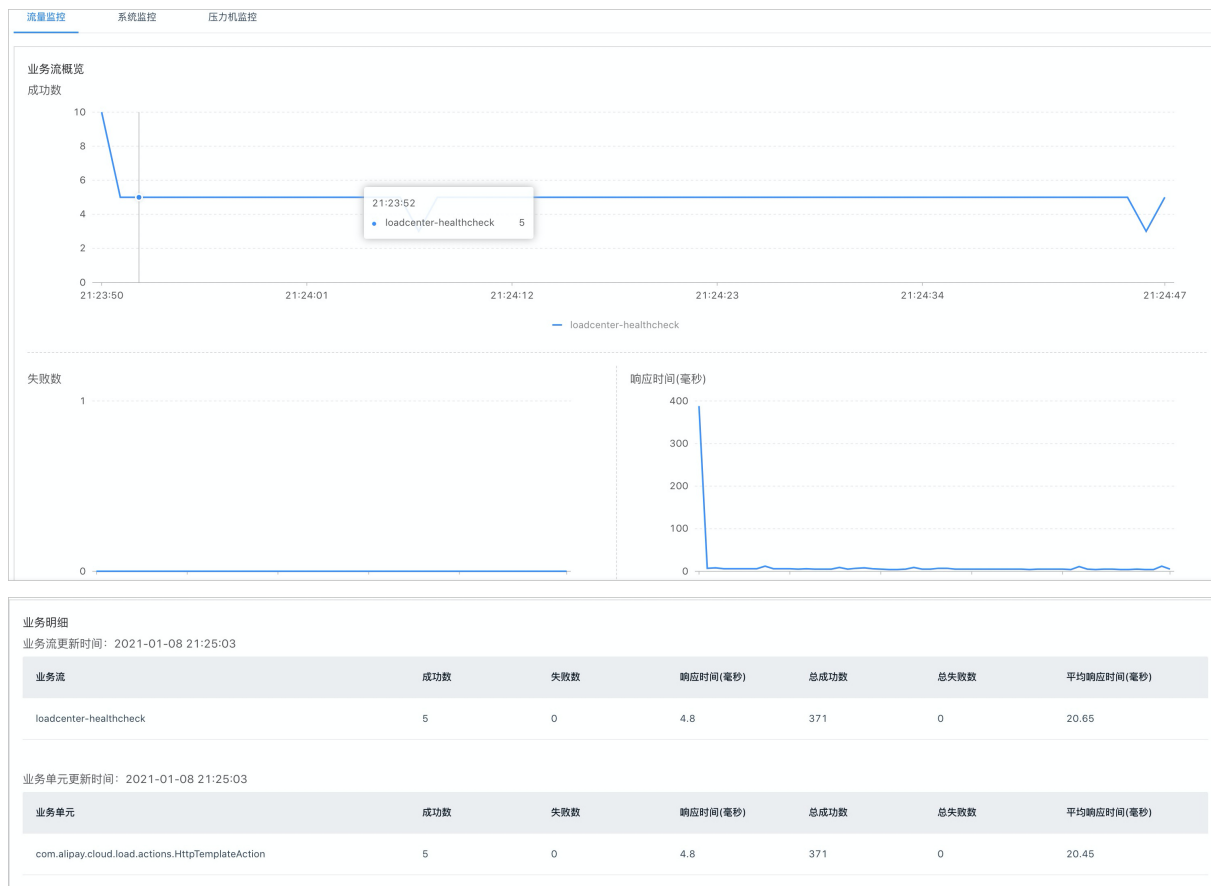 流量监控 系统监控 压力机监控
业务流概览
成功数
10
8
6
4
2
0
21:23:52
loadcenter-healthcheck 5
21:23:50 21:24:01 21:24:12 21:24:23 21:24:34 21:24:47
loadcenter-healthcheck
失败数
1
0
响应时间(毫秒)
400
300
200
100
0
业务明细
业务流更新时间：2021-01-08 21:25:03
业务流 成功数 失败数 响应时间(毫秒) 总成功数 总失败数 平均响应时间(毫秒)
loadcenter-healthcheck 5 0 4.8 371 0 20.65
业务单元更新时间：2021-01-08 21:25:03
业务单元 成功数 失败数 响应时间(毫秒) 总成功数 总失败数 平均响应时间(毫秒)
com.alipay.cloud.load.actions.HttpTemplateAction 5 0 4.8 371 0 20.45